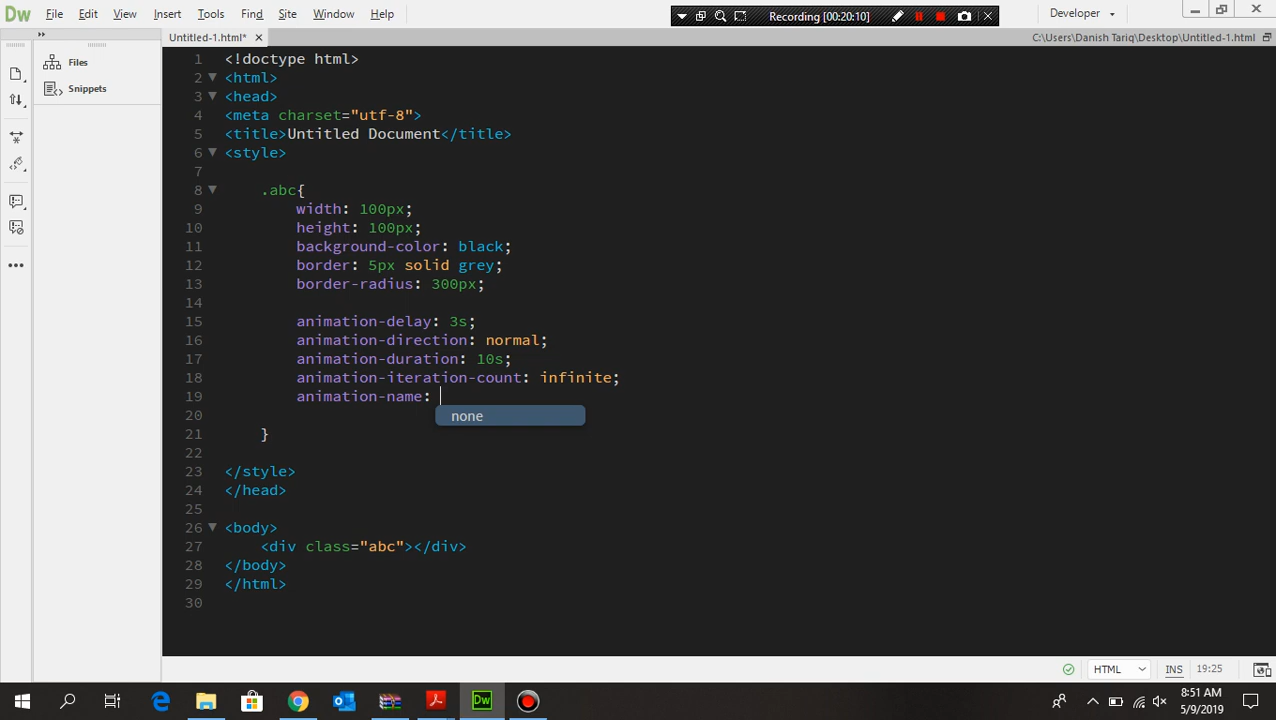 Dw File Edit View Insert Tools Find Site Window Help
Recording [00:20:10]
Developer
Untitled-1.html*
C:\Users\Danish Tariq\Desktop\Untitled-1.html
Files
Snippets
1 <!doctype html>
2 <html>
3 <head>
4 <meta charset="utf-8">
5 <title>Untitled Document</title>
6 <style>
7
8 .abc{
9 width: 100px;
10 height: 100px;
11 background-color: black;
12 border: 5px solid grey;
13 border-radius: 300px;
14
15 animation-delay: 3s;
16 animation-direction: normal;
17 animation-duration: 10s;
18 animation-iteration-count: infinite;
19 animation-name:
none
20
21 }
22
23 </style>
24 </head>
25
26 <body>
27 <div class="abc"></div>
28 </body>
29 </html>
30
HTML INS 19:25
Dw
8:51 AM
5/9/2019